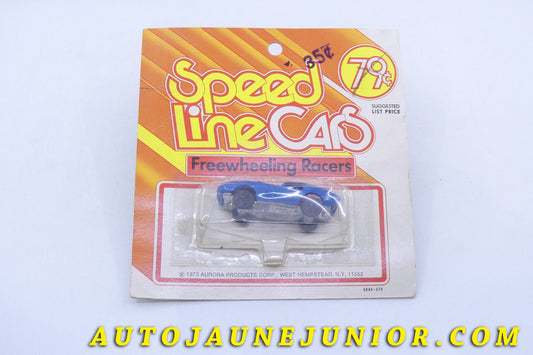 35¢
79¢
SUGGESTED
LIST PRICE
Speed
Line Cars
Freewheeling Racers
© 1973 AURORA PRODUCTS CORP., WEST HEMPSTEAD, N.Y. 11552
AUTOJAUNEJUNIOR.COM